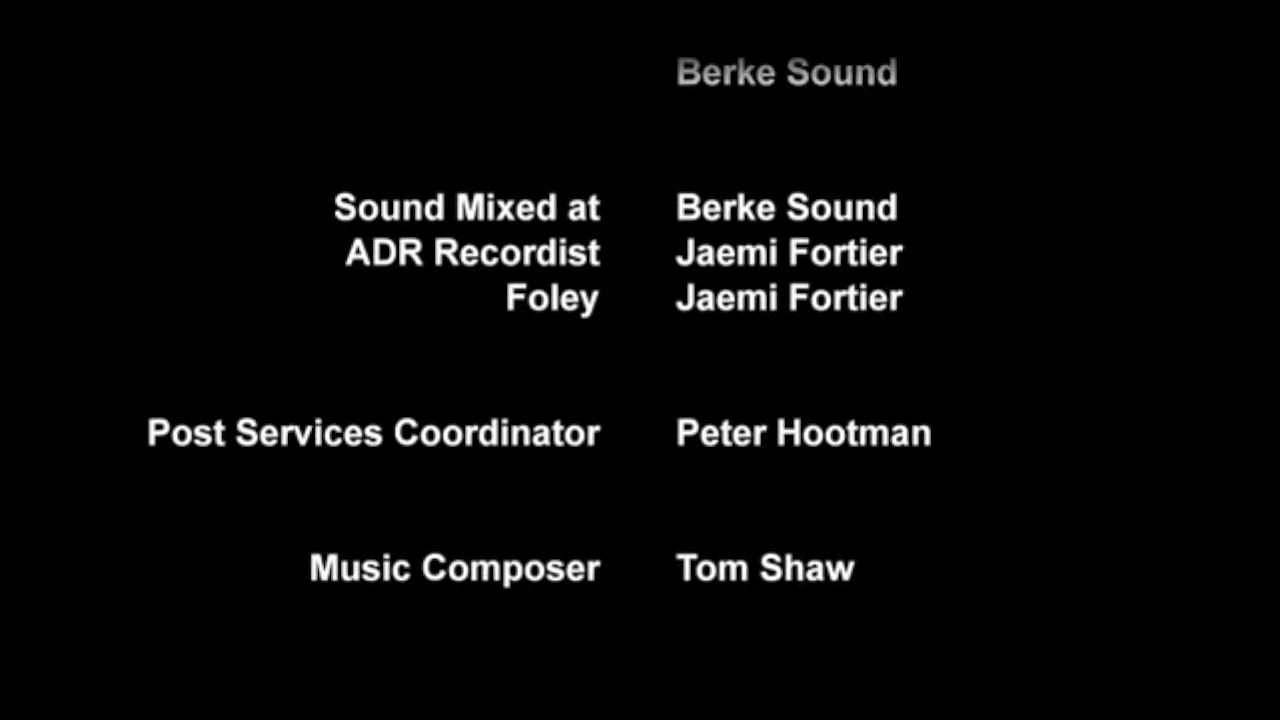 Berke Sound
Sound Mixed at Berke Sound
ADR Recordist Jaemi Fortier
Foley Jaemi Fortier
Post Services Coordinator Peter Hootman
Music Composer Tom Shaw